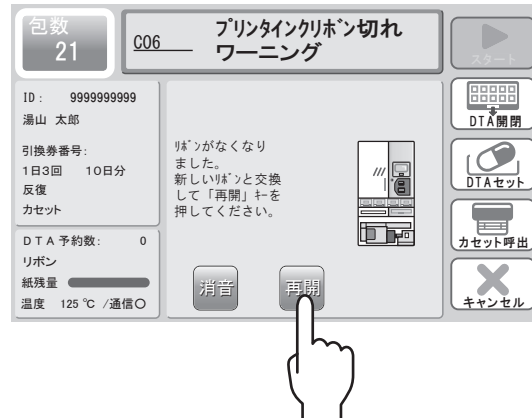 包数
21
C06 プリンタインクリボン切れ
ワーニング
スタート
ID: 9999999999
湯山 太郎
引換券番号:
1日3回 10日分
反復
カセット
DTA予約数: 0
リボン
紙残量
温度 125℃ /通信○
リボンがなくなり
ました。
新しいリボンと交換
して「再開」キーを
押してください。
消音
再開
DTA開閉
DTAセット
カセット呼出
キャンセル